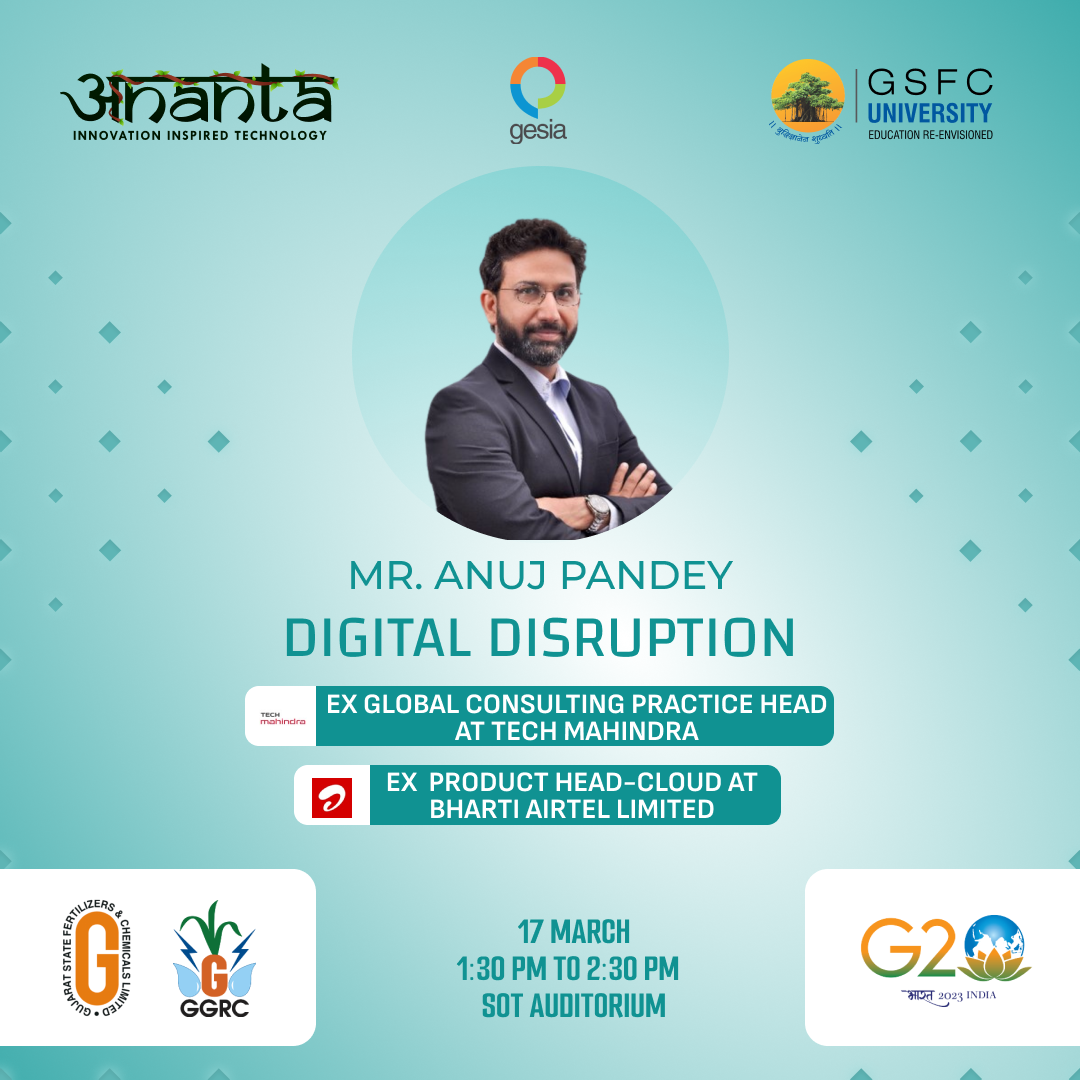 अnanta
INNOVATION INSPIRED TECHNOLOGY
gesia
GSFC
UNIVERSITY
EDUCATION RE-ENVISIONED
MR. ANUJ PANDEY
DIGITAL DISRUPTION
TECH
mahindra
EX GLOBAL CONSULTING PRACTICE HEAD
AT TECH MAHINDRA
EX PRODUCT HEAD-CLOUD AT
BHARTI AIRTEL LIMITED
GUJARAT STATE FERTILIZERS & CHEMICALS LIMITED •
G
G
GGRC
17 MARCH
1:30 PM TO 2:30 PM
SOT AUDITORIUM
G20
भारत 2023 INDIA